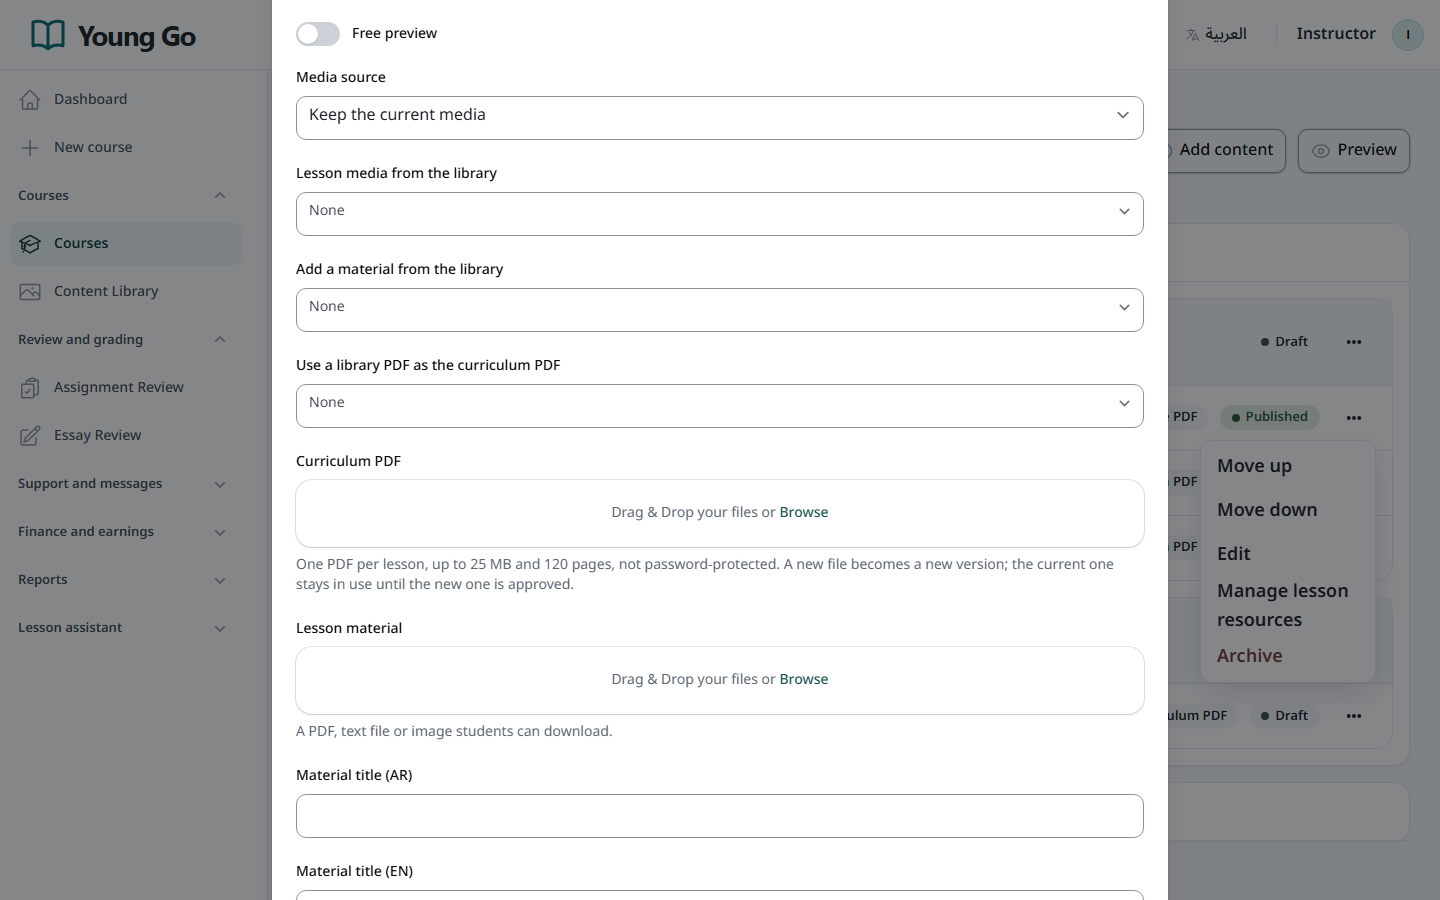 Young Go
العربية
Instructor
I
Dashboard
New course
Courses
Courses
Content Library
Review and grading
Assignment Review
Essay Review
Support and messages
Finance and earnings
Reports
Lesson assistant
Free preview
Media source
Keep the current media
Lesson media from the library
None
Add a material from the library
None
Use a library PDF as the curriculum PDF
None
Curriculum PDF
Drag & Drop your files or Browse
One PDF per lesson, up to 25 MB and 120 pages, not password-protected. A new file becomes a new version; the current one
stays in use until the new one is approved.
Lesson material
Drag & Drop your files or Browse
A PDF, text file or image students can download.
Material title (AR)
Material title (EN)
Add content
Preview
Draft
PDF
Published
PDF
PDF
Move up
Move down
Edit
Manage lesson
resources
Archive
PDF
Draft